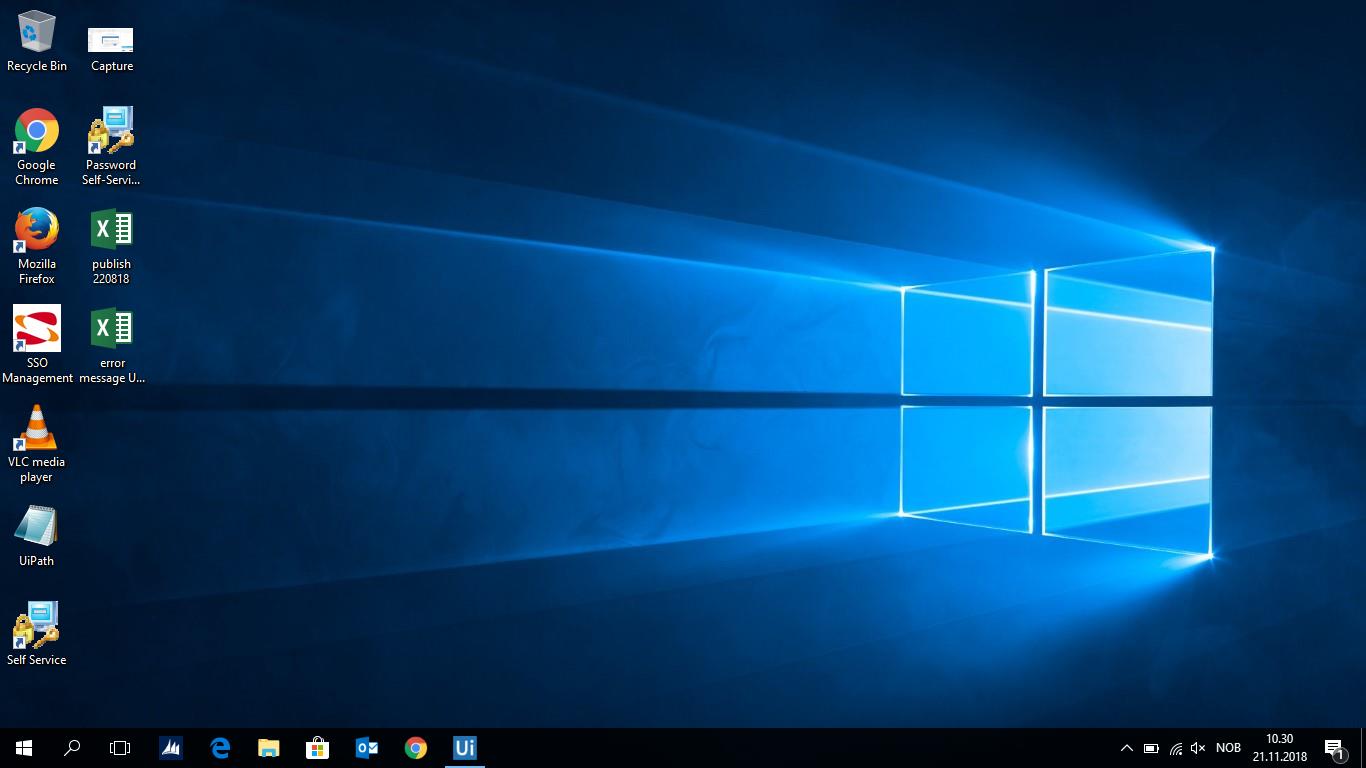 Recycle Bin
Capture
Google
Chrome
Password
Self-Servi...
Mozilla
Firefox
publish
220818
SSO
Management
error
message U...
VLC media
player
UiPath
Self Service
Ui
NOB
10.30
21.11.2018
1